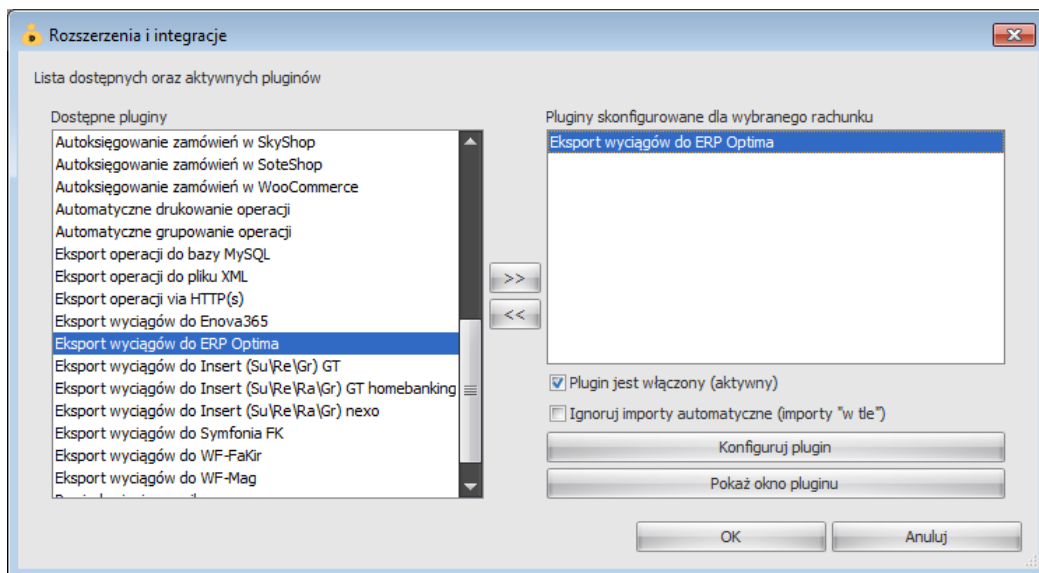 Rozszerzenia i integracje
Lista dostępnych oraz aktywnych pluginów
Dostępne pluginy
Autoksięgowanie zamówień w SkyShop
Autoksięgowanie zamówień w SoteShop
Autoksięgowanie zamówień w WooCommerce
Automatyczne drukowanie operacji
Automatyczne grupowanie operacji
Eksport operacji do bazy MySQL
Eksport operacji do pliku XML
Eksport operacji via HTTP(s)
Eksport wyciągów do Enova365
Eksport wyciągów do ERP Optima
Eksport wyciągów do Insert (Su\Re\Gr) GT
Eksport wyciągów do Insert (Su\Re\Ra\Gr) GT homebanking
Eksport wyciągów do Insert (Su\Re\Ra\Gr) nexo
Eksport wyciągów do Symfonia FK
Eksport wyciągów do WF-FaKir
Eksport wyciągów do WF-Mag
>>
<<
Pluginy skonfigurowane dla wybranego rachunku
Eksport wyciągów do ERP Optima
Plugin jest włączony (aktywny)
Ignoruj importy automatyczne (importy "w tle")
Konfiguruj plugin
Pokaż okno pluginu
OK
Anuluj